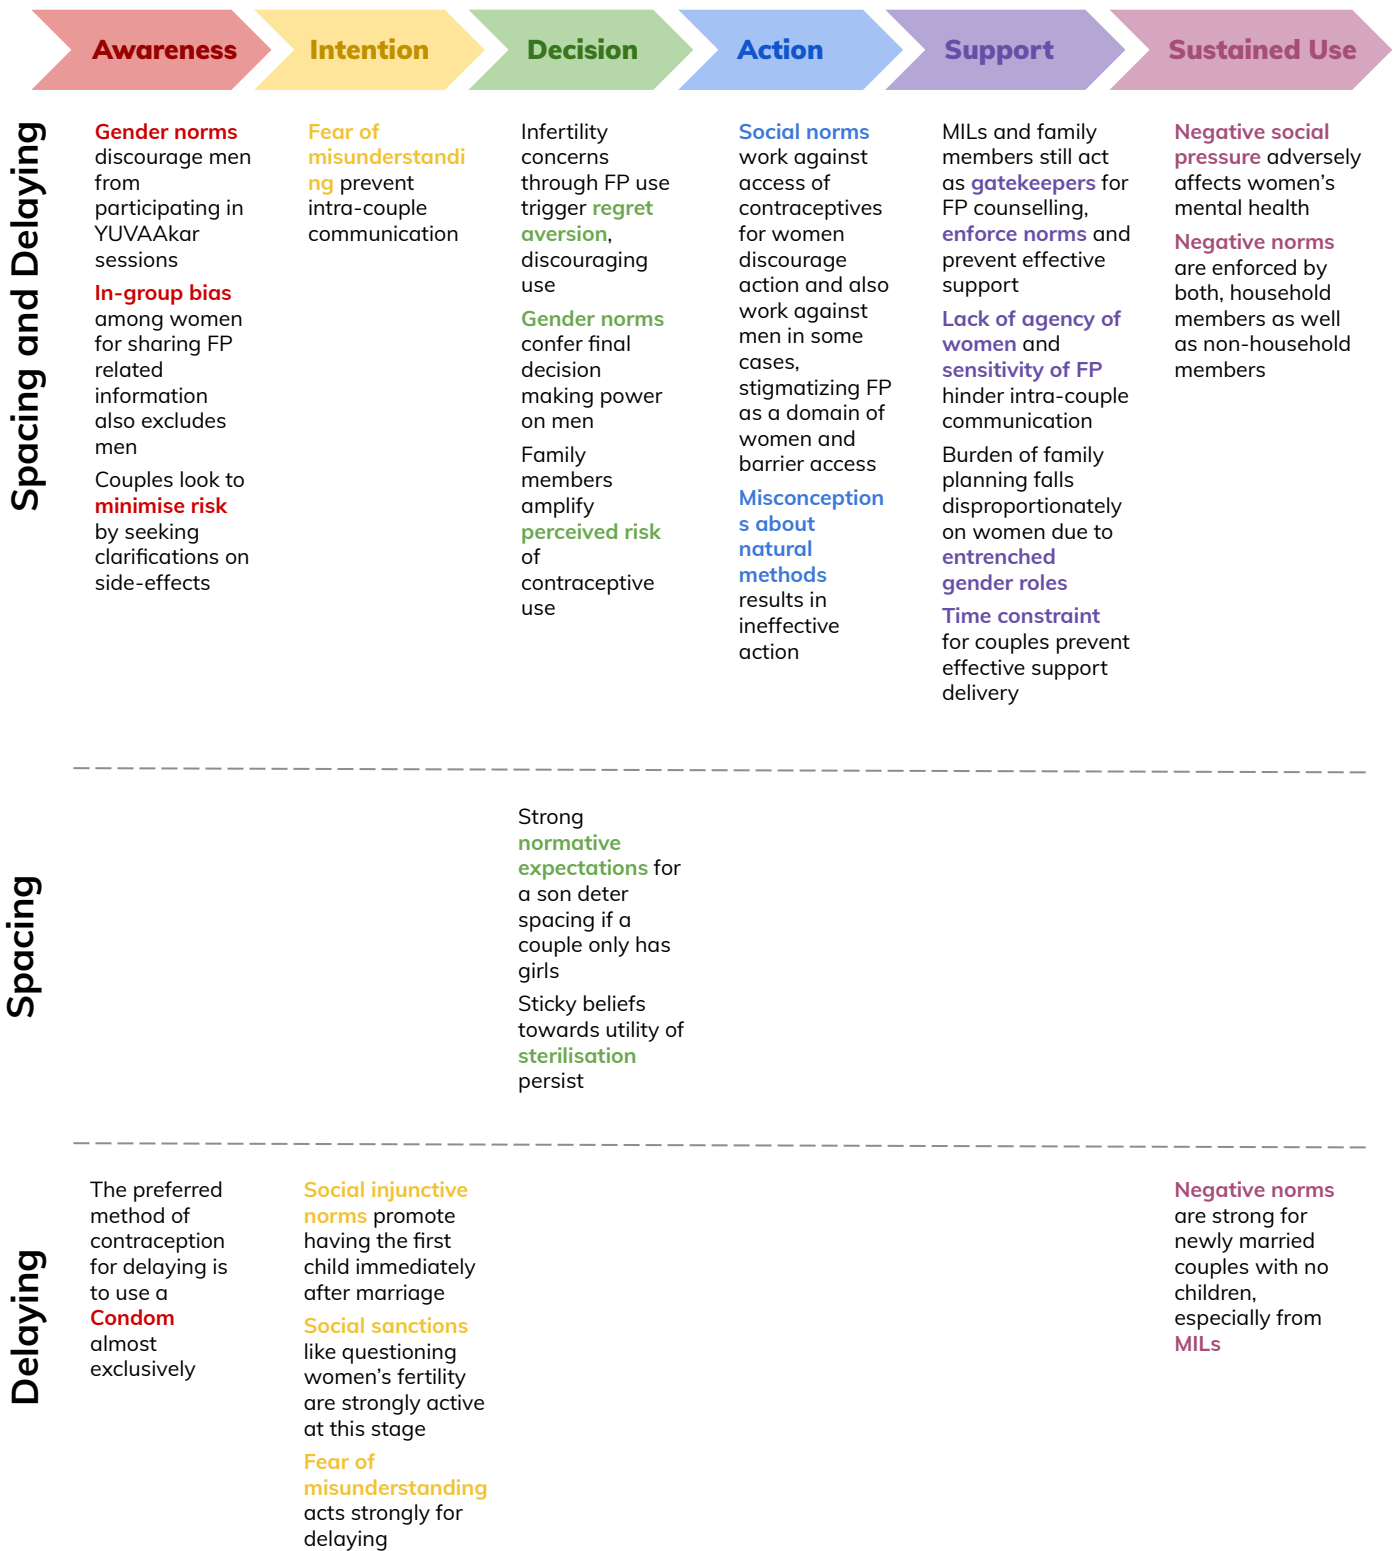 Awareness
Intention
Decision
Action
Support
Sustained Use
Spacing and Delaying
Gender norms
discourage men
from
participating in
YUVAAkar
sessions
In-group bias
among women
for sharing FP
related
information
also excludes
men
Couples look to
minimise risk
by seeking
clarifications on
side-effects
Fear of
misunderstandi
ng prevent
intra-couple
communication
Infertility
concerns
through FP use
trigger regret
aversion,
discouraging
use
Gender norms
confer final
decision
making power
on men
Family
members
amplify
perceived risk
of
contraceptive
use
Social norms
work against
access of
contraceptives
for women
discourage
action and also
work against
men in some
cases,
stigmatizing FP
as a domain of
women and
barrier access
Misconception
s about
natural
methods
results in
ineffective
action
MILs and family
members still act
as gatekeepers for
FP counselling,
enforce norms and
prevent effective
support
Lack of agency of
women and
sensitivity of FP
hinder intra-couple
communication
Burden of family
planning falls
disproportionately
on women due to
entrenched
gender roles
Time constraint
for couples prevent
effective support
delivery
Negative social
pressure adversely
affects women's
mental health
Negative norms
are enforced by
both, household
members as well
as non-household
members
Spacing
Strong
normative
expectations for
a son deter
spacing if a
couple only has
girls
Sticky beliefs
towards utility of
sterilisation
persist
Delaying
The preferred
method of
contraception
for delaying is
to use a
Condom
almost
exclusively
Social injunctive
norms promote
having the first
child immediately
after marriage
Social sanctions
like questioning
women's fertility
are strongly active
at this stage
Fear of
misunderstanding
acts strongly for
delaying
Negative norms
are strong for
newly married
couples with no
children,
especially from
MILs